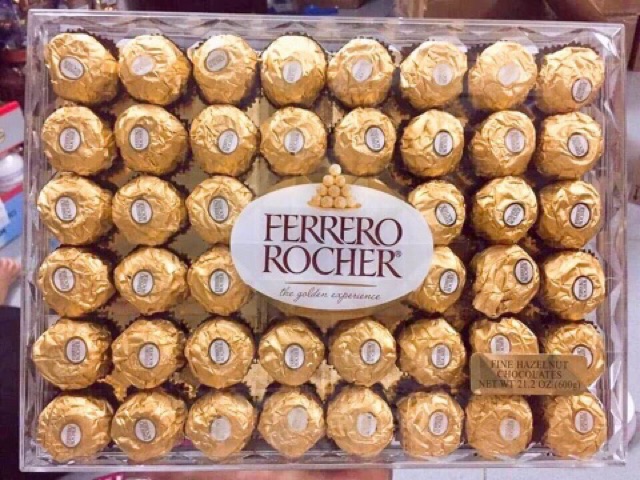 FERRERO
ROCHER®
the golden experience
FINE HAZELNUT
CHOCOLATES
NET WT 21.2 OZ (600g)